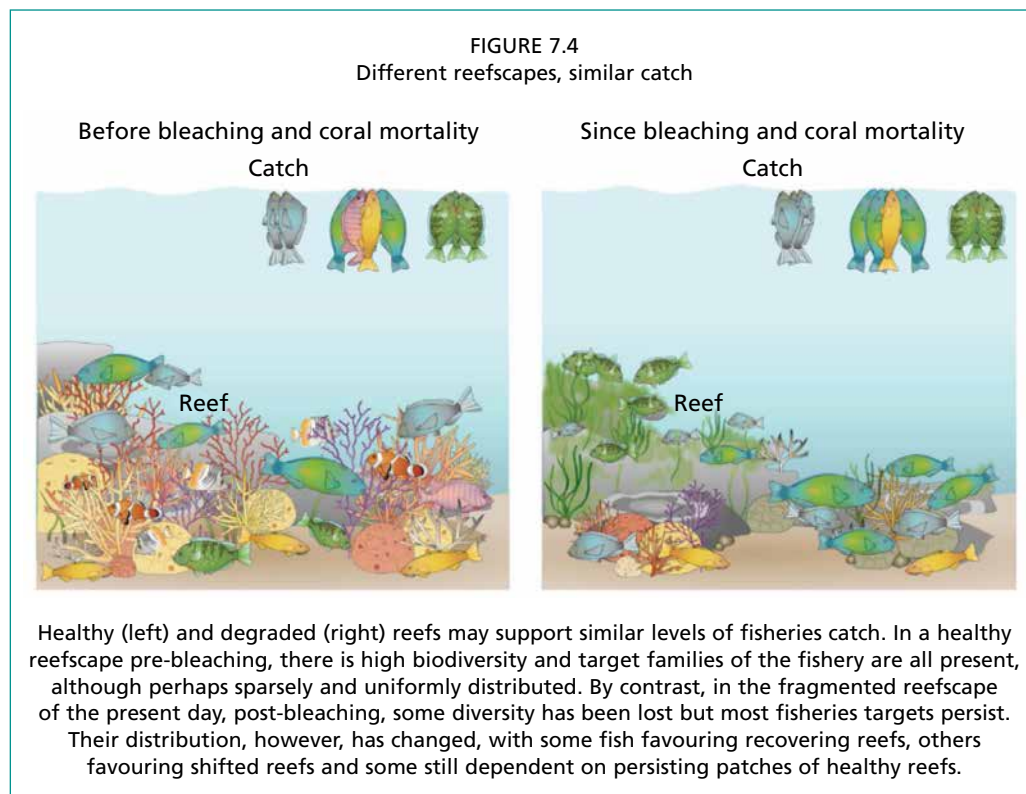 FIGURE 7.4
Different reefscapes, similar catch
Before bleaching and coral mortality
Catch
Reef
Since bleaching and coral mortality
Catch
Reef
Healthy (left) and degraded (right) reefs may support similar levels of fisheries catch. In a healthy
reefscape pre-bleaching, there is high biodiversity and target families of the fishery are all present,
although perhaps sparsely and uniformly distributed. By contrast, in the fragmented reefscape
of the present day, post-bleaching, some diversity has been lost but most fisheries targets persist.
Their distribution, however, has changed, with some fish favouring recovering reefs, others
favouring shifted reefs and some still dependent on persisting patches of healthy reefs.